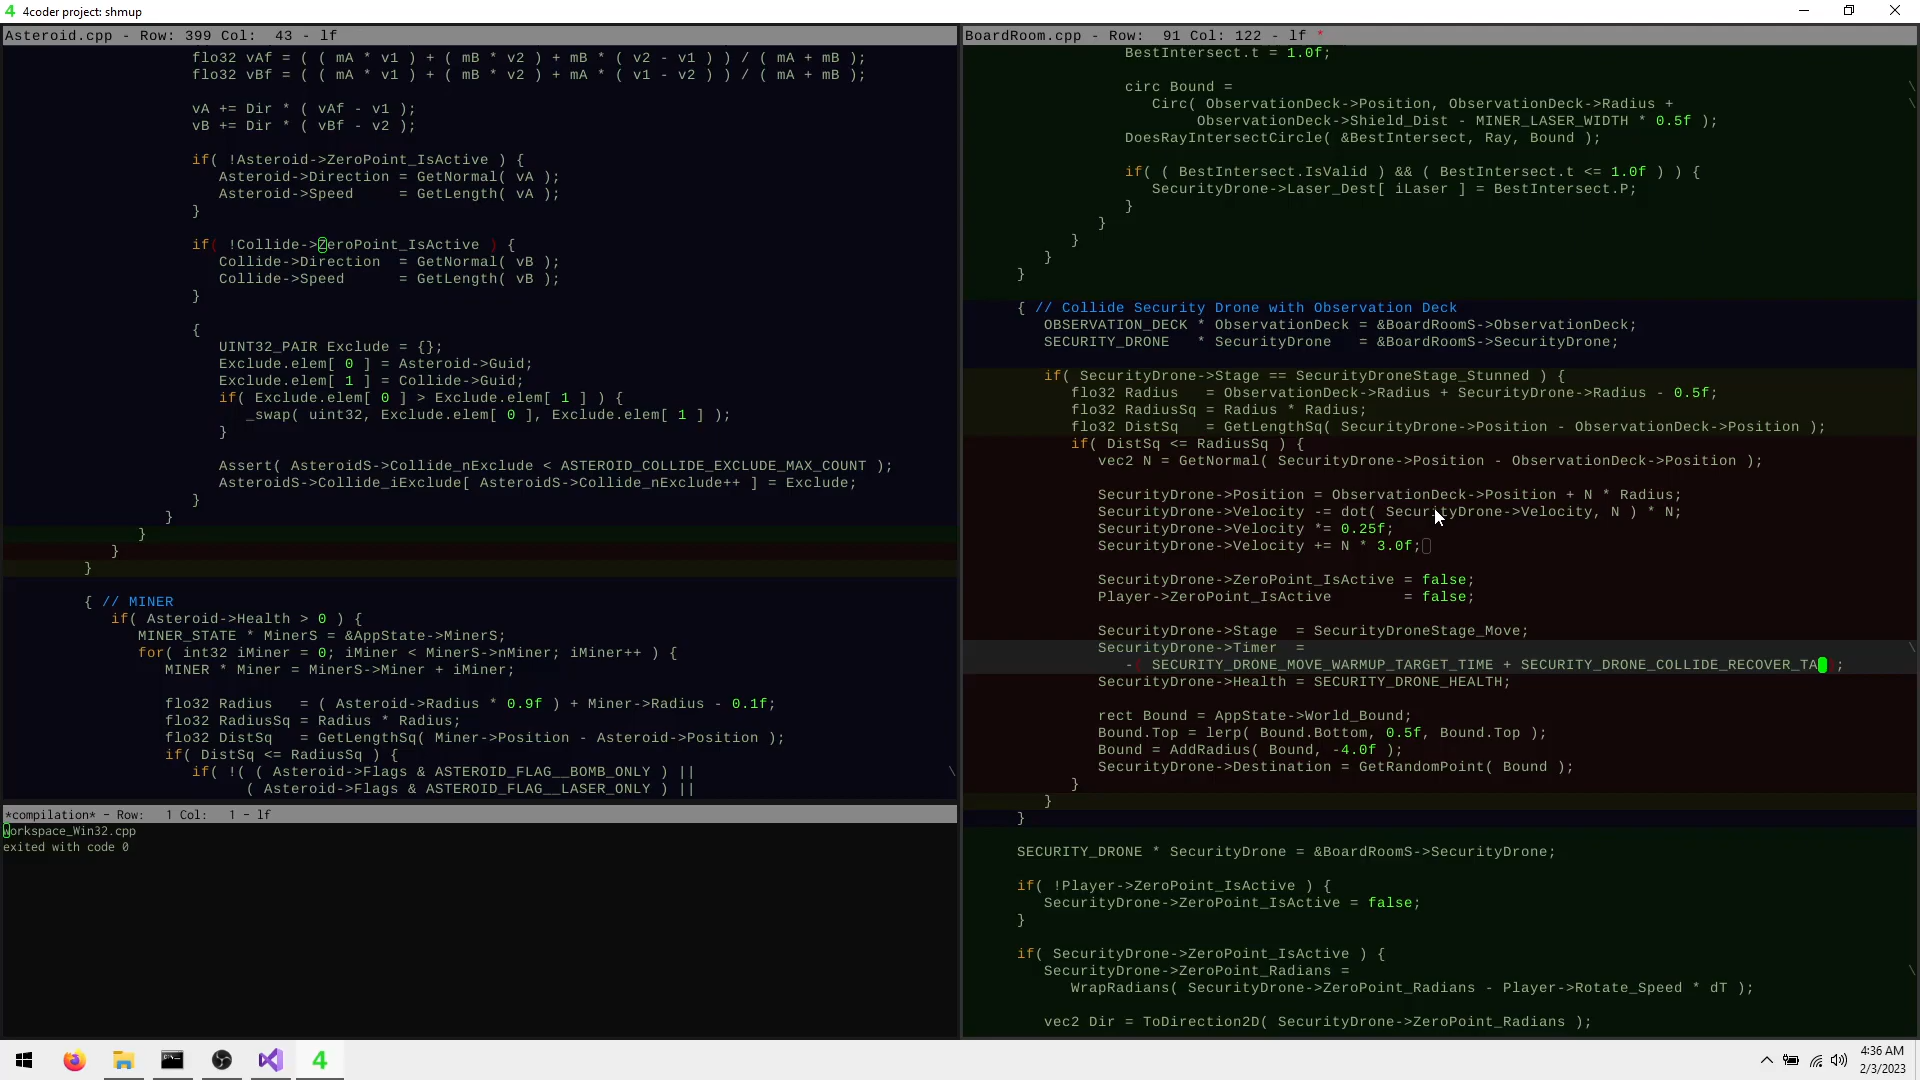 4coder project: shmup
Asteroid.cpp - Row: 399 Col:  43 - lf
flo32 vAf = ( ( mA * v1 ) + ( mB * v2 ) + mB * ( v2 - v1 ) ) / ( mA + mB );
flo32 vBf = ( ( mA * v1 ) + ( mB * v2 ) + mA * ( v1 - v2 ) ) / ( mA + mB );
vA += Dir * ( vAf - v1 );
vB += Dir * ( vBf - v2 );
if( !Asteroid->ZeroPoint_IsActive ) {
Asteroid->Direction = GetNormal( vA );
Asteroid->Speed     = GetLength( vA );
}
if( !Collide->ZeroPoint_IsActive ) {
Collide->Direction  = GetNormal( vB );
Collide->Speed      = GetLength( vB );
}
{
UINT32_PAIR Exclude = {};
Exclude.elem[ 0 ] = Asteroid->Guid;
Exclude.elem[ 1 ] = Collide->Guid;
if( Exclude.elem[ 0 ] > Exclude.elem[ 1 ] ) {
_swap( uint32, Exclude.elem[ 0 ], Exclude.elem[ 1 ] );
}
Assert( AsteroidS->Collide_nExclude < ASTEROID_COLLIDE_EXCLUDE_MAX_COUNT );
AsteroidS->Collide_iExclude[ AsteroidS->Collide_nExclude++ ] = Exclude;
}
}
}
}
}
{ // MINER
if( Asteroid->Health > 0 ) {
MINER_STATE * MinerS = &AppState->MinerS;
for( int32 iMiner = 0; iMiner < MinerS->nMiner; iMiner++ ) {
MINER * Miner = MinerS->Miner + iMiner;
flo32 Radius   = ( Asteroid->Radius * 0.9f ) + Miner->Radius - 0.1f;
flo32 RadiusSq = Radius * Radius;
flo32 DistSq   = GetLengthSq( Miner->Position - Asteroid->Position );
if( DistSq <= RadiusSq ) {
if( !( ( Asteroid->Flags & ASTEROID_FLAG__BOMB_ONLY ) || \
( Asteroid->Flags & ASTEROID_FLAG__LASER_ONLY ) ||
*compilation* - Row:   1 Col:   1 - lf
workspace_Win32.cpp
exited with code 0
BoardRoom.cpp - Row:  91 Col: 122 - lf *
BestIntersect.t = 1.0f;
circ Bound = \
Circ( ObservationDeck->Position, ObservationDeck->Radius + \
ObservationDeck->Shield_Dist - MINER_LASER_WIDTH * 0.5f );
DoesRayIntersectCircle( &BestIntersect, Ray, Bound );
if( ( BestIntersect.IsValid ) && ( BestIntersect.t <= 1.0f ) ) {
SecurityDrone->Laser_Dest[ iLaser ] = BestIntersect.P;
}
}
}
}
}
{ // Collide Security Drone with Observation Deck
OBSERVATION_DECK * ObservationDeck = &BoardRoomS->ObservationDeck;
SECURITY_DRONE   * SecurityDrone   = &BoardRoomS->SecurityDrone;
if( SecurityDrone->Stage == SecurityDroneStage_Stunned ) {
flo32 Radius   = ObservationDeck->Radius + SecurityDrone->Radius - 0.5f;
flo32 RadiusSq = Radius * Radius;
flo32 DistSq   = GetLengthSq( SecurityDrone->Position - ObservationDeck->Position );
if( DistSq <= RadiusSq ) {
vec2 N = GetNormal( SecurityDrone->Position - ObservationDeck->Position );
SecurityDrone->Position = ObservationDeck->Position + N * Radius;
SecurityDrone->Velocity -= dot( SecurityDrone->Velocity, N ) * N;
SecurityDrone->Velocity *= 0.25f;
SecurityDrone->Velocity += N * 3.0f;
SecurityDrone->ZeroPoint_IsActive = false;
Player->ZeroPoint_IsActive        = false;
SecurityDrone->Stage  = SecurityDroneStage_Move;
SecurityDrone->Timer  = \
-( SECURITY_DRONE_MOVE_WARMUP_TARGET_TIME + SECURITY_DRONE_COLLIDE_RECOVER_TA ;
SecurityDrone->Health = SECURITY_DRONE_HEALTH;
rect Bound = AppState->World_Bound;
Bound.Top = lerp( Bound.Bottom, 0.5f, Bound.Top );
Bound = AddRadius( Bound, -4.0f );
SecurityDrone->Destination = GetRandomPoint( Bound );
}
}
}
SECURITY_DRONE * SecurityDrone = &BoardRoomS->SecurityDrone;
if( !Player->ZeroPoint_IsActive ) {
SecurityDrone->ZeroPoint_IsActive = false;
}
if( SecurityDrone->ZeroPoint_IsActive ) {
SecurityDrone->ZeroPoint_Radians = \
WrapRadians( SecurityDrone->ZeroPoint_Radians - Player->Rotate_Speed * dT );
vec2 Dir = ToDirection2D( SecurityDrone->ZeroPoint_Radians );
4:36 AM
2/3/2023